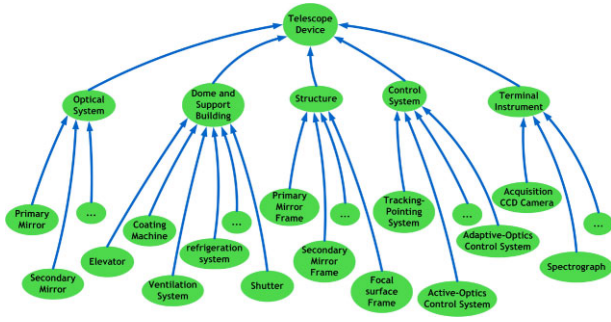 Telescope
Device
Optical
System
Dome and
Support
Building
Structure
Control
System
Terminal
Instrument
Primary
Mirror
...
Secondary
Mirror
Elevator
Coating
Machine
Ventilation
System
refrigeration
system
...
Shutter
Primary
Mirror Frame
Secondary
Mirror Frame
...
Focal
surface
Frame
Tracking-
Pointing
System
Active-Optics
Control System
...
Adaptive-Optics
Control System
Acquisition
CCD Camera
Spectrograph
...